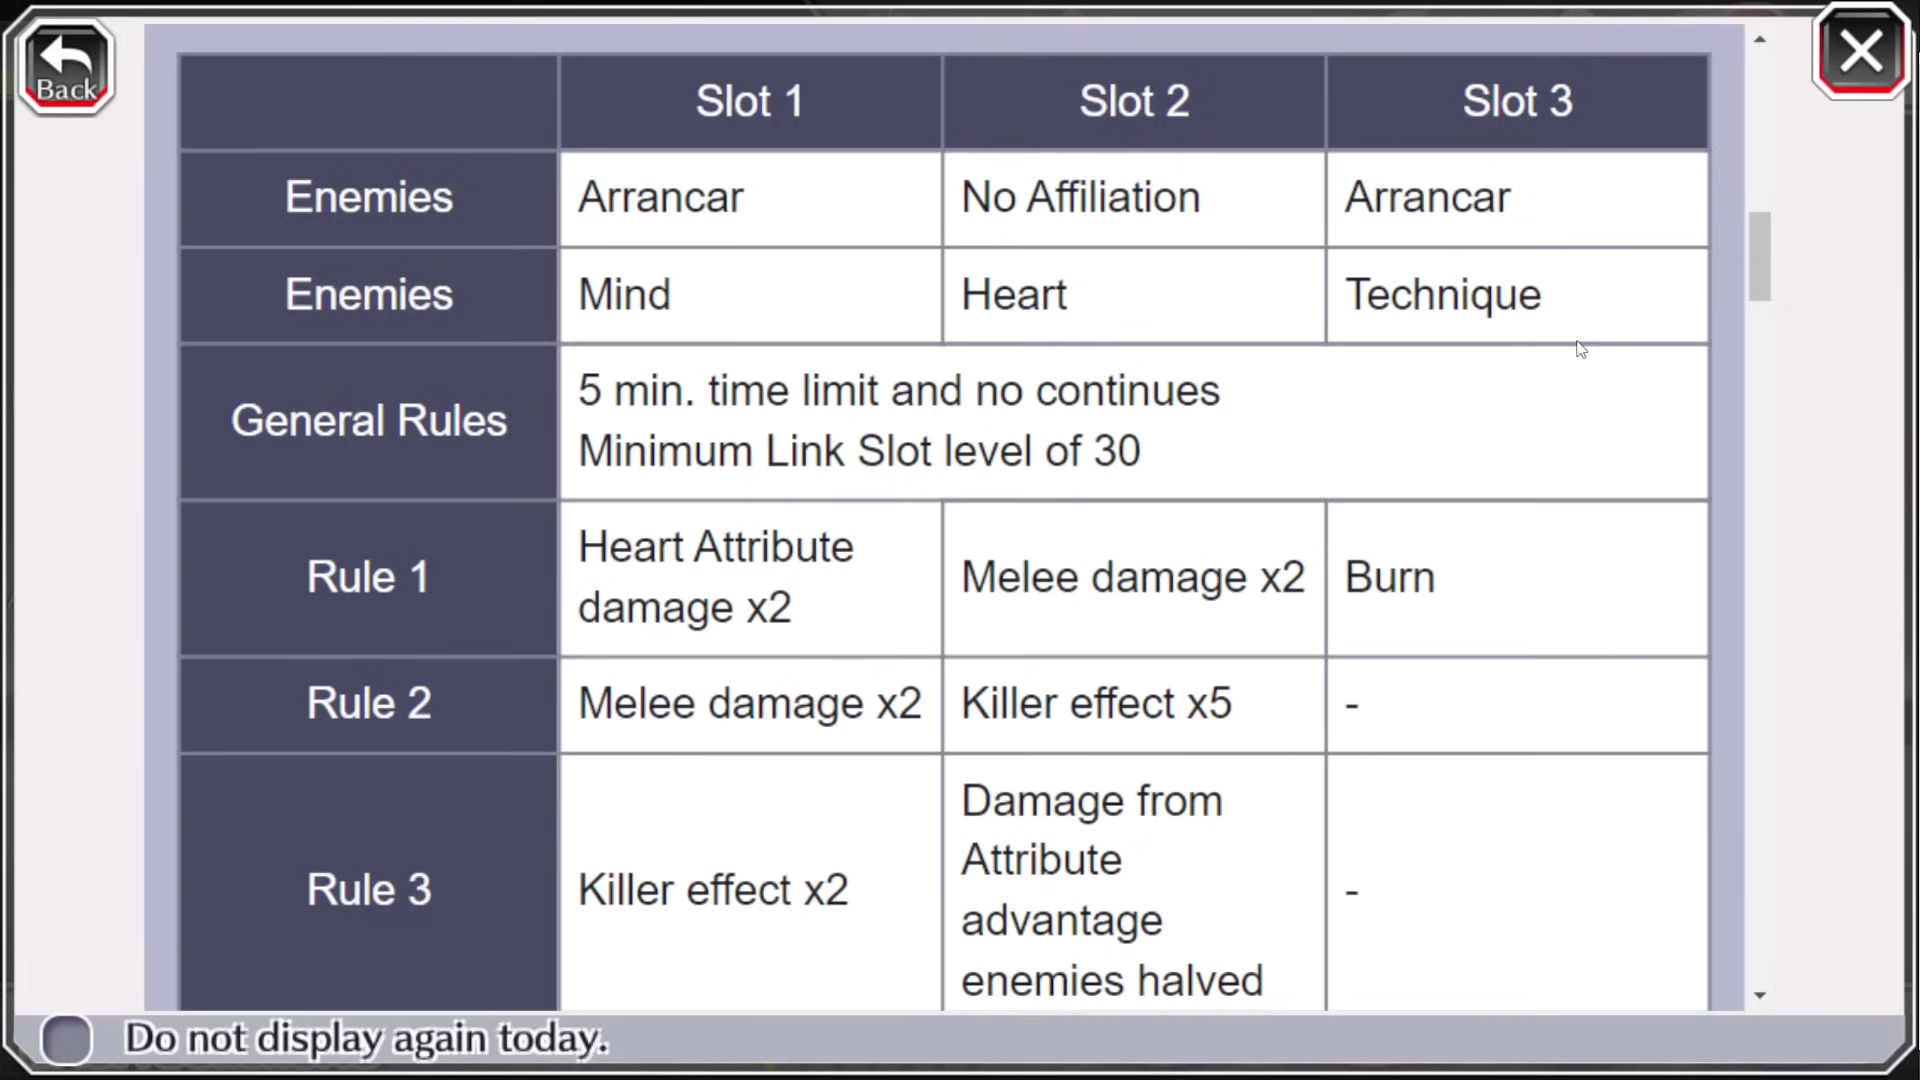 Back
Slot 1 Slot 2 Slot 3
Enemies Arrancar No Affiliation Arrancar
Enemies Mind Heart Technique
General Rules
5 min. time limit and no continues
Minimum Link Slot level of 30
Rule 1
Heart Attribute
damage x2
Melee damage x2
Burn
Rule 2 Melee damage x2 Killer effect x5 -
Rule 3
Killer effect x2
Damage from
Attribute
advantage
enemies halved
-
Do not display again today.